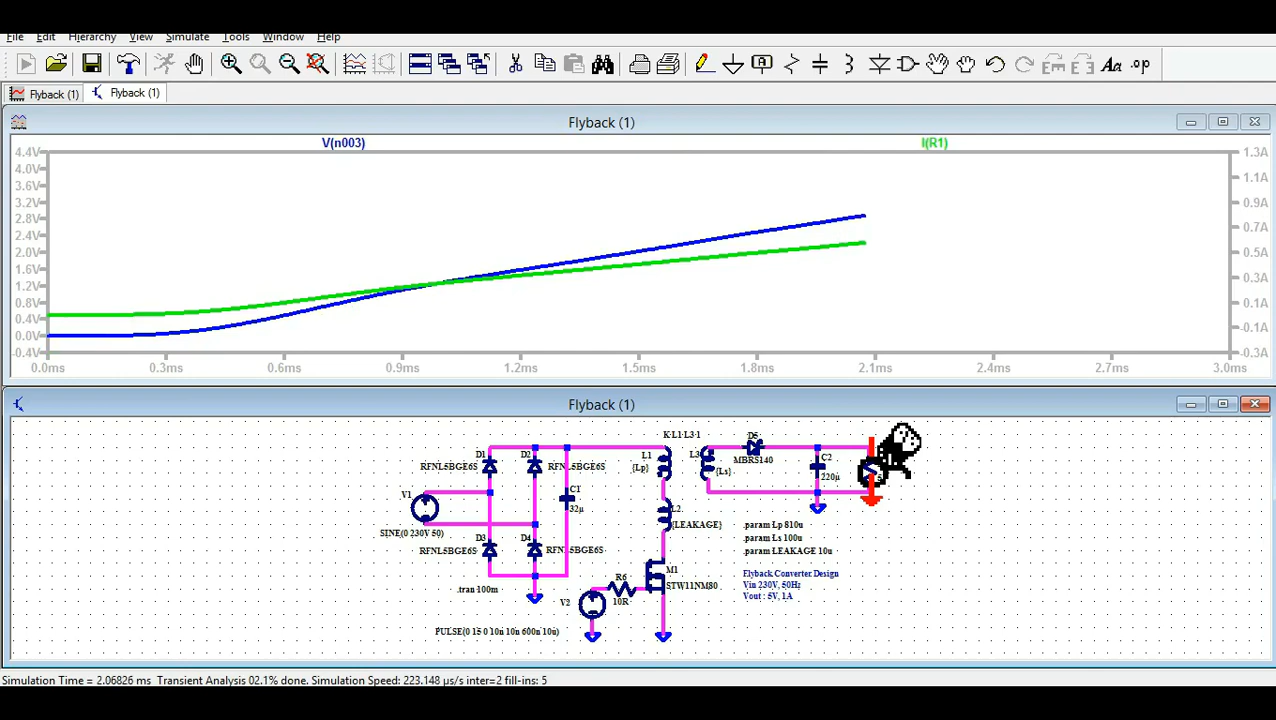 File Edit Hierarchy View Simulate Tools Window Help
Aa .op
Flyback (1) Flyback (1)
Flyback (1)
V(n003) I(R1)
4.4V 1.3A
4.0V 1.1A
3.6V
3.2V 0.9A
2.8V 0.7A
2.4V
2.0V 0.5A
1.6V
1.2V 0.3A
0.8V 0.1A
0.4V
0.0V -0.1A
-0.4V -0.3A
0.0ms 0.3ms 0.6ms 0.9ms 1.2ms 1.5ms 1.8ms 2.1ms 2.4ms 2.7ms 3.0ms
Flyback (1)
K L1 L3 1
D5
MBRS140
D1 D2 L1 L3
RFNL5BGE6S RFNL5BGE6S {Lp} {Ls}
C2
220µ
V1
C1
32µ
L2
{LEAKAGE}
SINE(0 230V 50)
D3 D4
RFNL5BGE6S RFNL5BGE6S
.param Lp 810u
.param Ls 100u
.param LEAKAGE 10u
M1
STW11NM80
Flyback Converter Design
Vin 230V, 50Hz
Vout : 5V, 1A
R6
10R
.tran 100m
V2
PULSE(0 15 0 10n 10n 600n 10u)
Simulation Time = 2.06826 ms Transient Analysis 02.1% done. Simulation Speed: 223.148 µs/s inter=2 fill-ins: 5